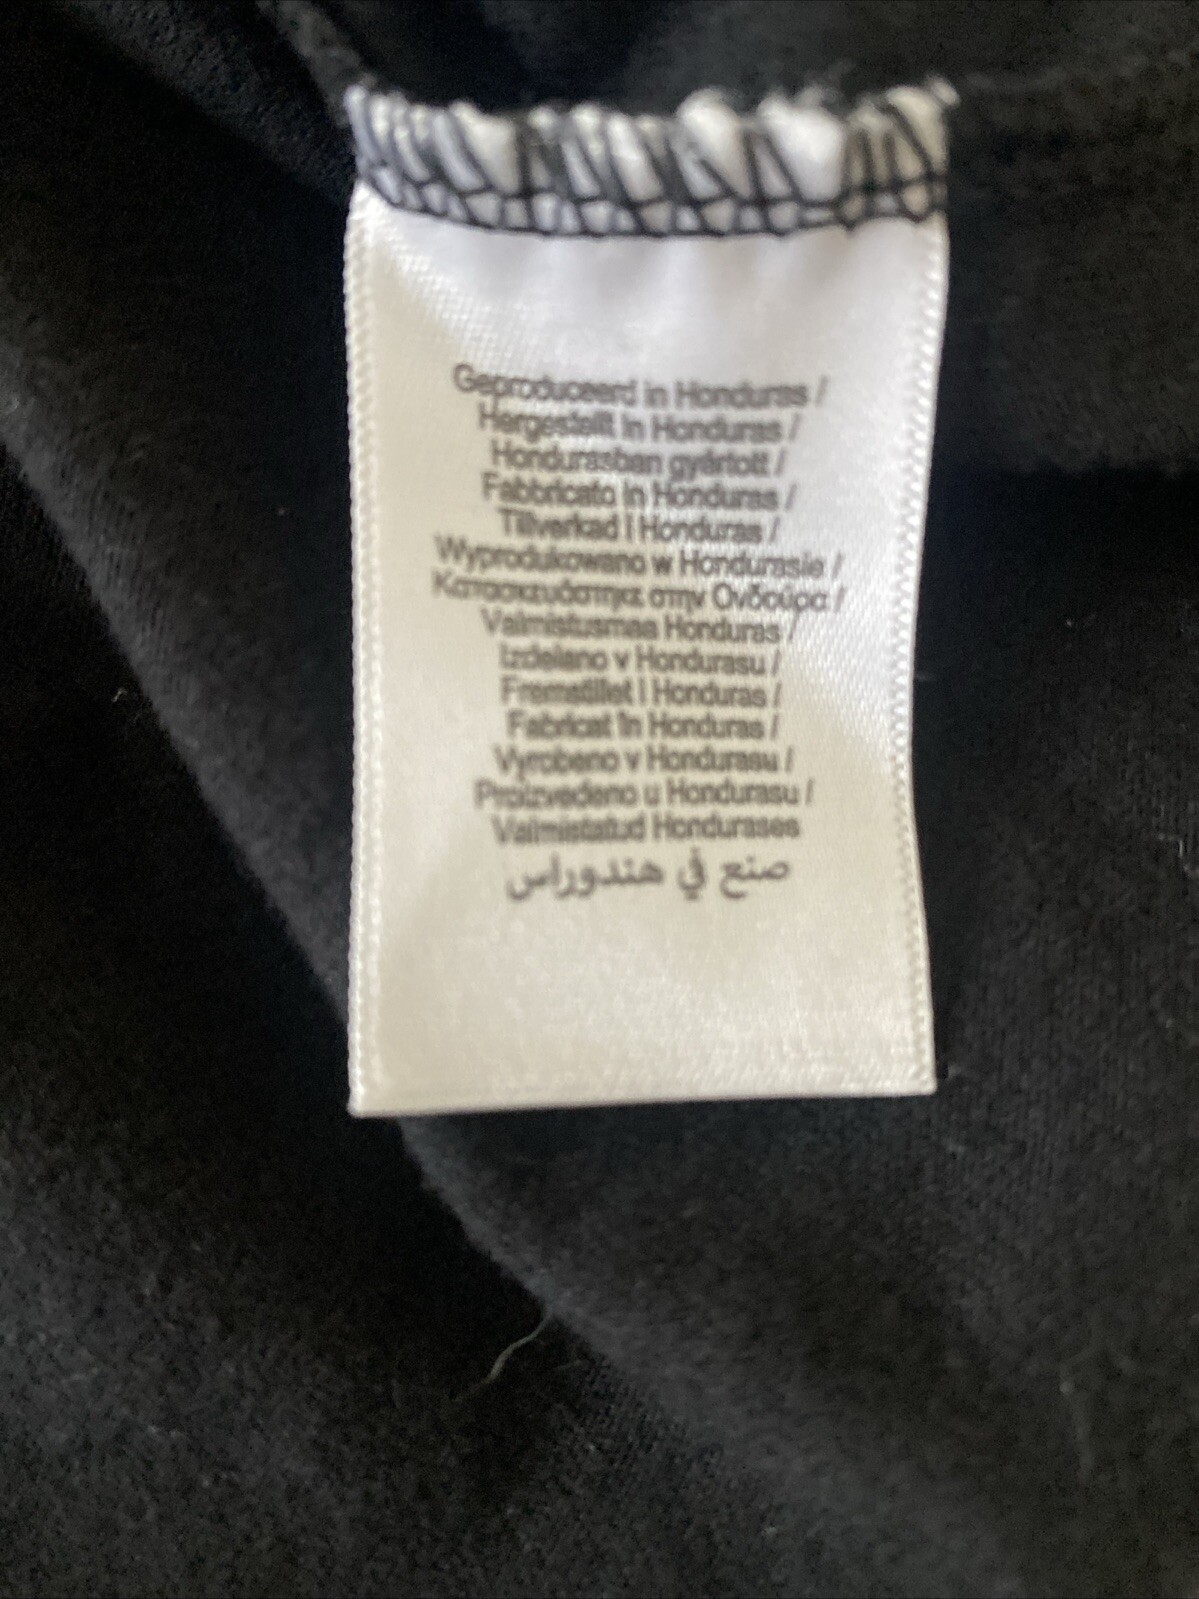 Geproduceerd in Honduras /
Hergestellt in Honduras /
Hondurasban gyártott /
Fabbricato in Honduras /
Tillverkad i Honduras /
Wyprodukowano w Hondurasie /
Κατασκευάστηκε στην Ονδούρα /
Valmistusmaa Honduras /
Izdelano v Hondurasu /
Fremstillet i Honduras /
Fabricat în Honduras /
Vyrobeno v Hondurasu /
Proizvedeno u Hondurasu /
Valmistatud Hondurases
صنع في هندوراس